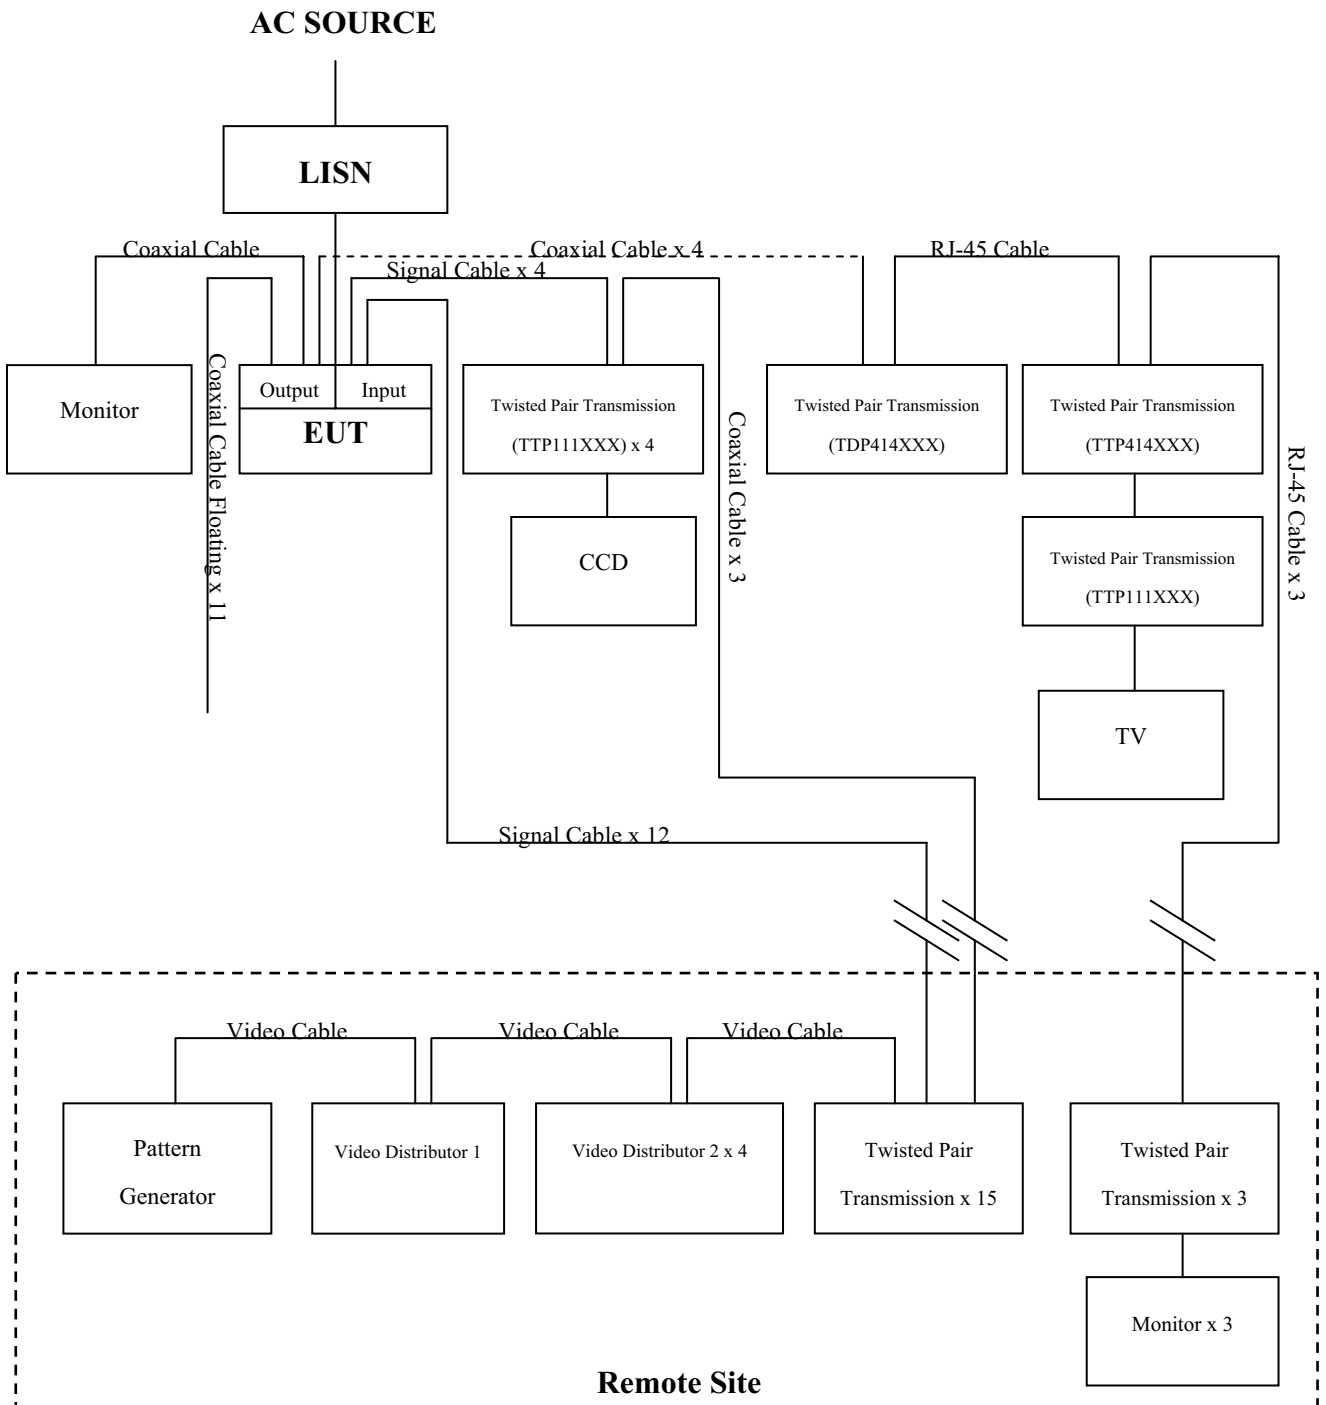 AC SOURCE
LISN
Coaxial Cable
Coaxial Cable x 4
RJ-45 Cable
Signal Cable x 4
Monitor
Coaxial Cable Floating x 11
Output
Input
EUT
Twisted Pair Transmission
(TTP111XXX) x 4
Coaxial Cable x 3
Twisted Pair Transmission
(TDP414XXX)
Twisted Pair Transmission
(TTP414XXX)
RJ-45 Cable x 3
CCD
Twisted Pair Transmission
(TTP111XXX)
TV
Signal Cable x 12
Video Cable
Video Cable
Video Cable
Pattern
Generator
Video Distributor 1
Video Distributor 2 x 4
Twisted Pair
Transmission x 15
Twisted Pair
Transmission x 3
Monitor x 3
Remote Site